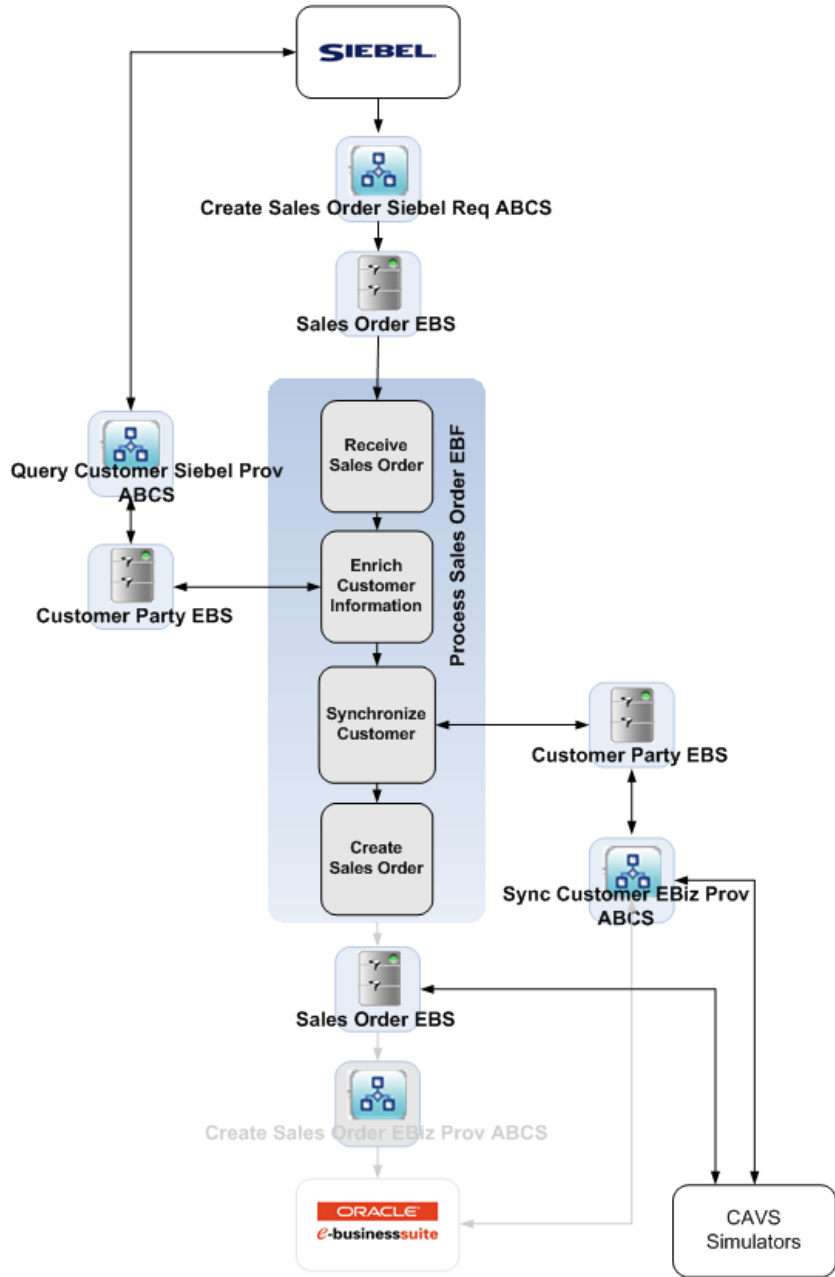 SIEBEL.
Create Sales Order Siebel Req ABCS
Sales Order EBS
Process Sales Order EBF
Receive
Sales Order
Query Customer Siebel Prov
ABCS
Enrich
Customer
Information
Customer Party EBS
Synchronize
Customer
Customer Party EBS
Create
Sales Order
Sync Customer EBiz Prov
ABCS
Sales Order EBS
Create Sales Order EBiz Prov ABCS
ORACLE
e-businesssuite
CAVS
Simulators